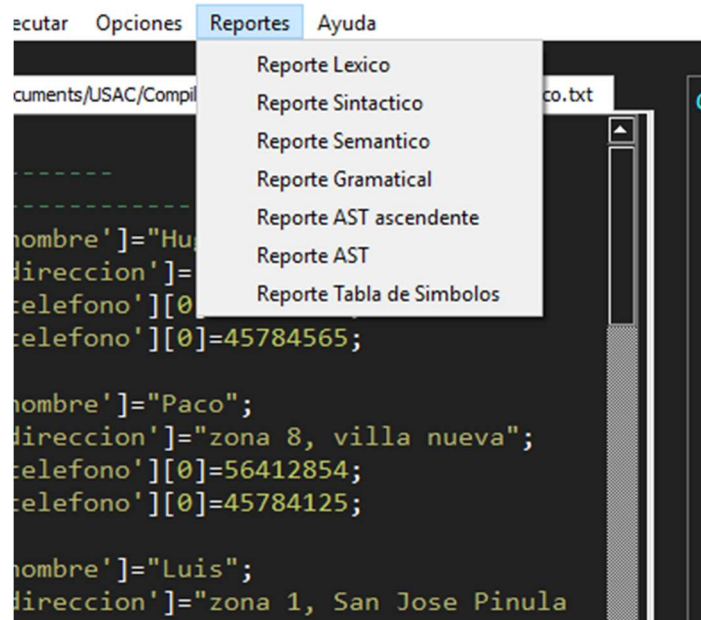 ecutar Opciones Reportes Ayuda
Reporte Lexico
cuments/USAC/Compil co.txt
Reporte Sintactico
Reporte Semantico
Reporte Gramatical
Reporte AST ascendente
Reporte AST
Reporte Tabla de Simbolos
-------
------------
nombre']="Hu
direccion']=
telefono'][0
telefono'][0]=45784565;
nombre']="Paco";
direccion']="zona 8, villa nueva";
telefono'][0]=56412854;
telefono'][0]=45784125;
nombre']="Luis";
direccion']="zona 1, San Jose Pinula